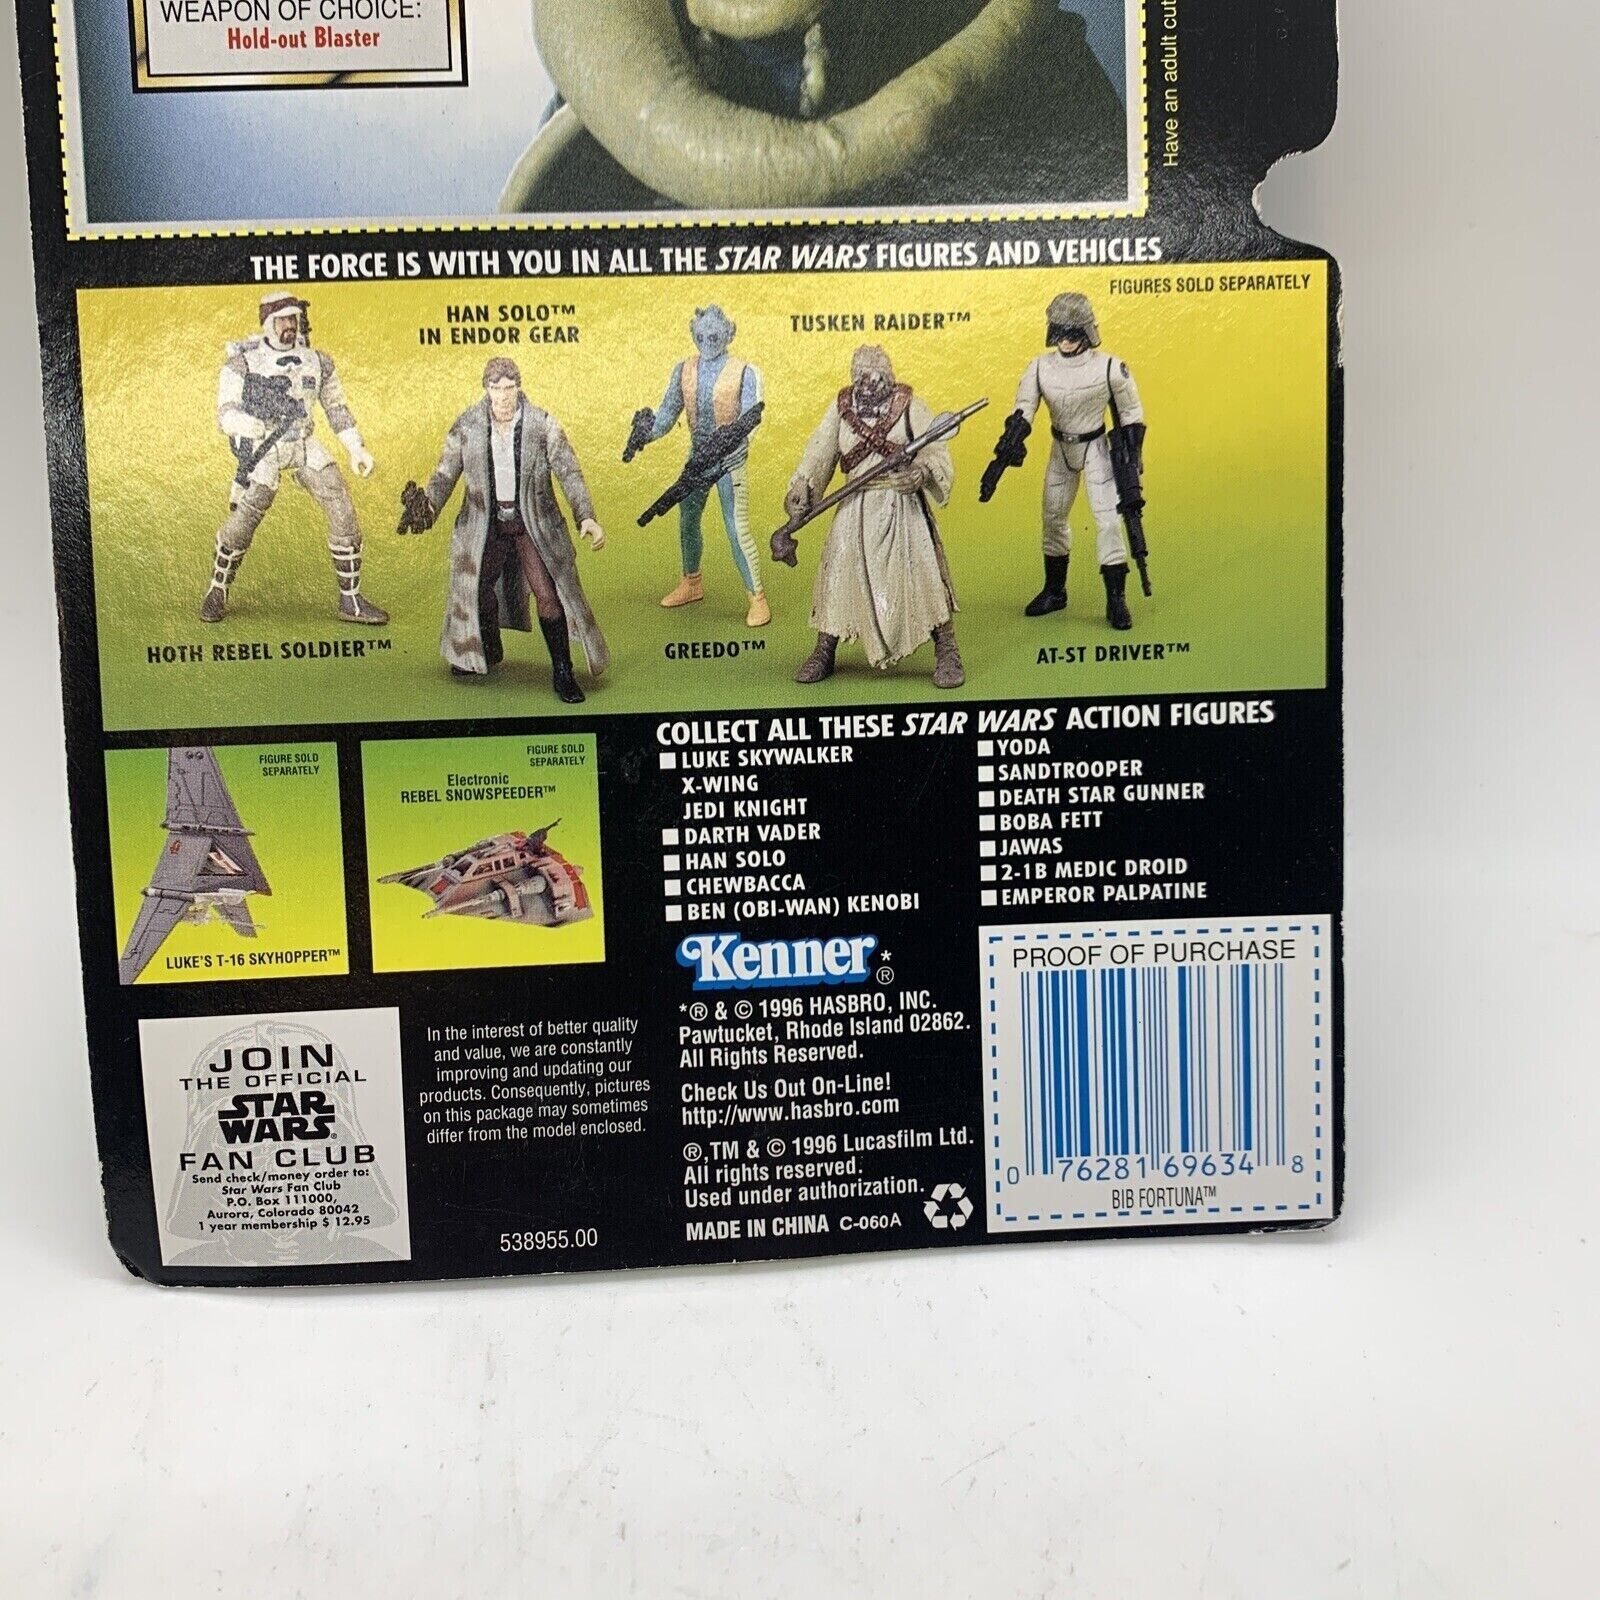 WEAPON OF CHOICE:
Hold-out Blaster
Have an adult cut
THE FORCE IS WITH YOU IN ALL THE STAR WARS FIGURES AND VEHICLES
FIGURES SOLD SEPARATELY
HAN SOLO™
IN ENDOR GEAR
TUSKEN RAIDER™
HOTH REBEL SOLDIER™
GREEDO™
AT-ST DRIVER™
FIGURE SOLD
SEPARATELY
LUKE'S T-16 SKYHOPPER™
FIGURE SOLD
SEPARATELY
Electronic
REBEL SNOWSPEEDER™
COLLECT ALL THESE STAR WARS ACTION FIGURES
LUKE SKYWALKER
X-WING
JEDI KNIGHT
DARTH VADER
HAN SOLO
CHEWBACCA
BEN (OBI-WAN) KENOBI
YODA
SANDTROOPER
DEATH STAR GUNNER
BOBA FETT
JAWAS
2-1B MEDIC DROID
EMPEROR PALPATINE
JOIN
THE OFFICIAL
STAR
WARS®
FAN CLUB
Send check/money order to:
Star Wars Fan Club
P.O. Box 111000,
Aurora, Colorado 80042
1 year membership $ 12.95
In the interest of better quality
and value, we are constantly
improving and updating our
products. Consequently, pictures
on this package may sometimes
differ from the model enclosed.
538955.00
Kenner*®
*® & © 1996 HASBRO, INC.
Pawtucket, Rhode Island 02862.
All Rights Reserved.
Check Us Out On-Line!
http://www.hasbro.com
®,TM & © 1996 Lucasfilm Ltd.
All rights reserved.
Used under authorization.
MADE IN CHINA C-060A
PROOF OF PURCHASE
0 76281 69634 8
BIB FORTUNA™